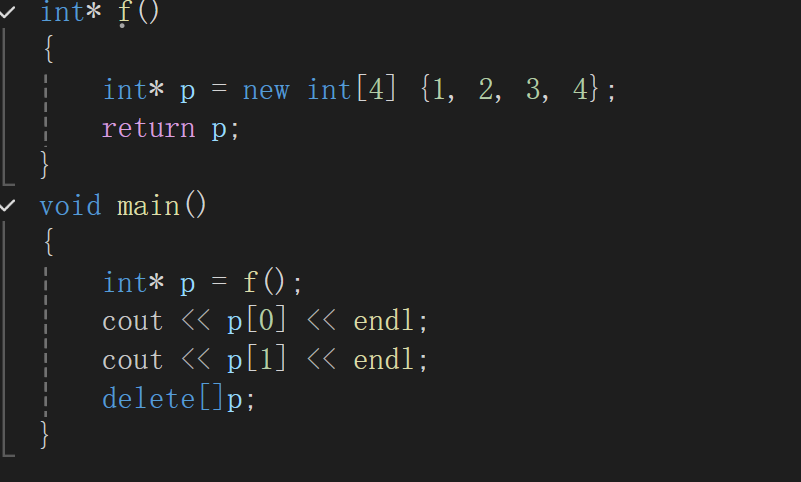 int* f()
{
int* p = new int[4] {1, 2, 3, 4};
return p;
}
void main()
{
int* p = f();
cout << p[0] << endl;
cout << p[1] << endl;
delete[]p;
}